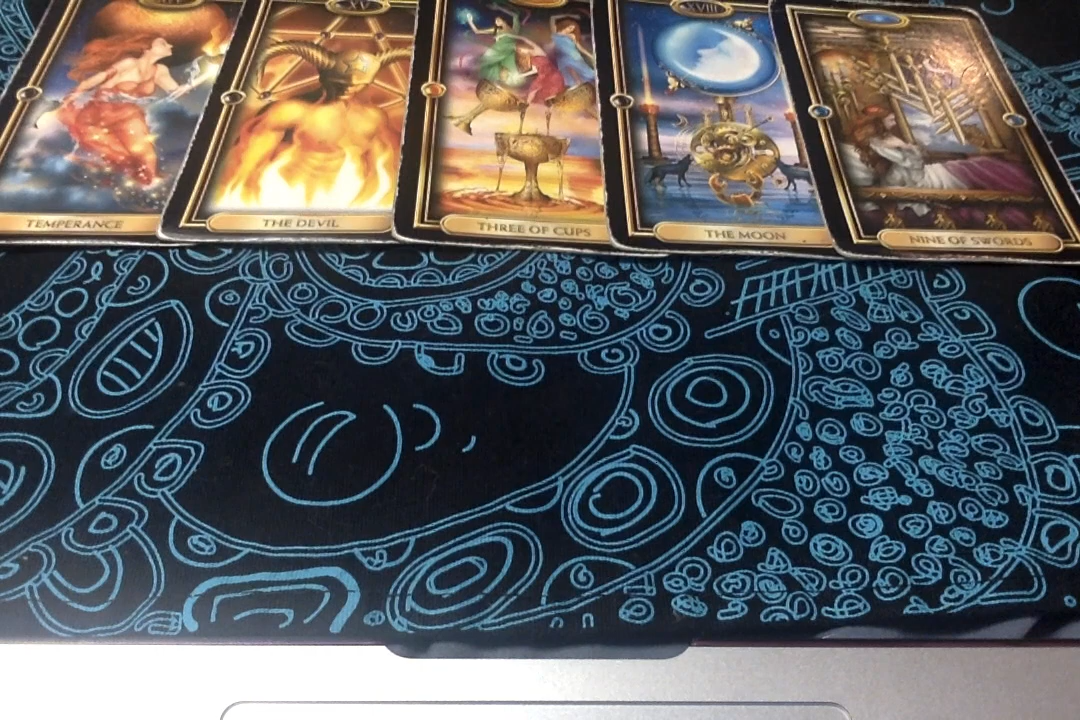 XV
XVIII
TEMPERANCE
THE DEVIL
THREE OF CUPS
THE MOON
NINE OF SWORDS